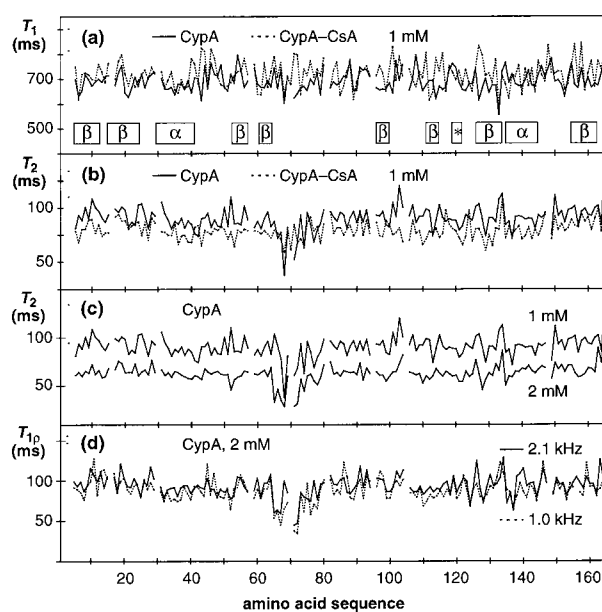 T1
(ms)
(a) CypA CypA–CsA 1 mM
700
500
β β α β β β β * β α β
T2
(ms)
(b) CypA CypA–CsA 1 mM
100
50
T2
(ms)
(c) CypA 1 mM
100
50
2 mM
T1ρ
(ms)
(d) CypA, 2 mM 2.1 kHz
100
50
1.0 kHz
20 40 60 80 100 120 140 160
amino acid sequence